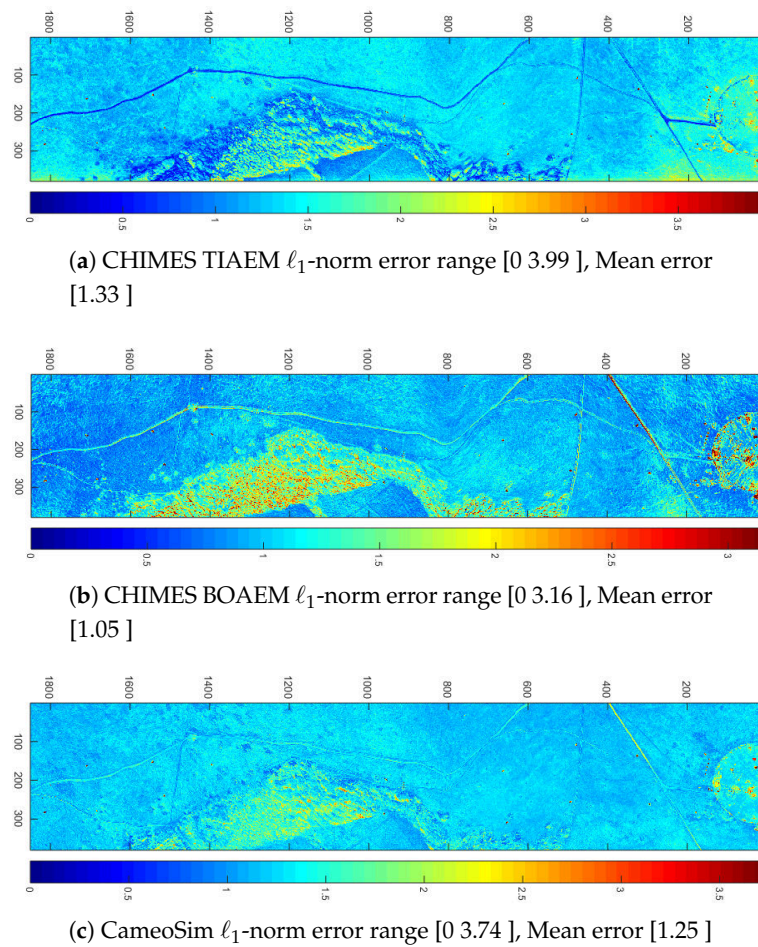 1800 1600 1400 1200 1000 800 600 400 200
100
200
300
0 0.5 1 1.5 2 2.5 3 3.5
(a) CHIMES TIAEM ℓ1-norm error range [0 3.99 ], Mean error
[1.33 ]
1800 1600 1400 1200 1000 800 600 400 200
100
200
300
0 0.5 1 1.5 2 2.5 3
(b) CHIMES BOAEM ℓ1-norm error range [0 3.16 ], Mean error
[1.05 ]
1800 1600 1400 1200 1000 800 600 400 200
100
200
300
0 0.5 1 1.5 2 2.5 3 3.5
(c) CameoSim ℓ1-norm error range [0 3.74 ], Mean error [1.25 ]